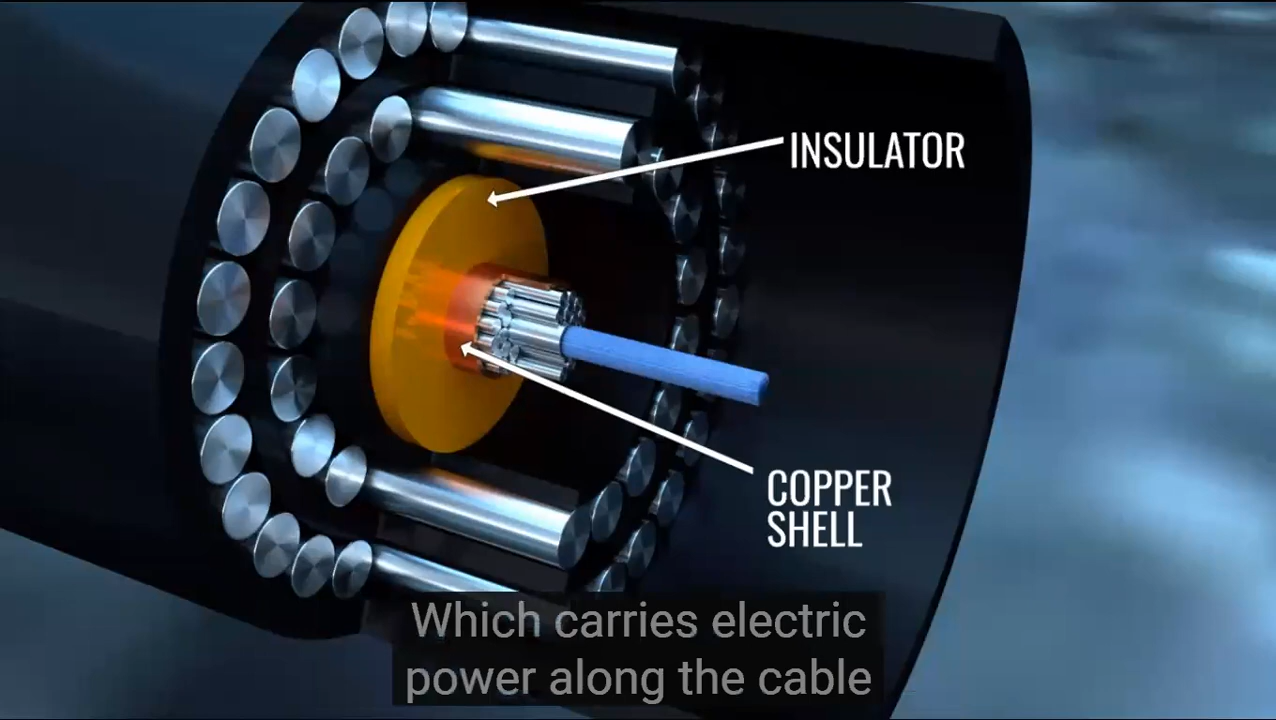 INSULATOR
COPPER
SHELL
Which carries electric
power along the cable